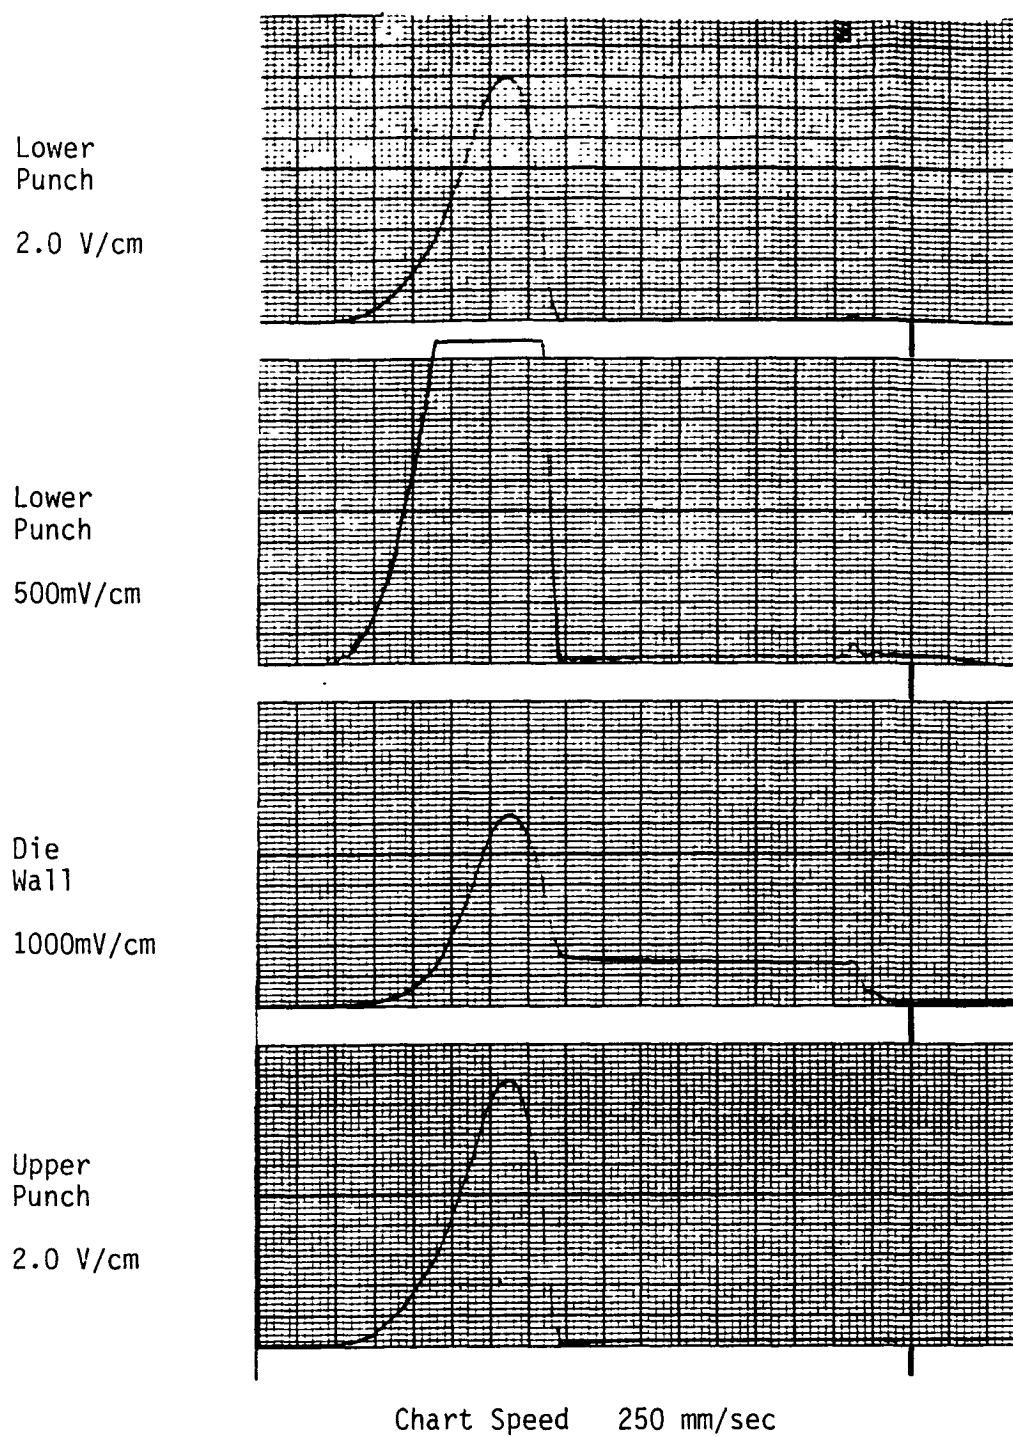 Lower
Punch
2.0 V/cm
Lower
Punch
500mV/cm
Die
Wall
1000mV/cm
Upper
Punch
2.0 V/cm
Chart Speed 250 mm/sec